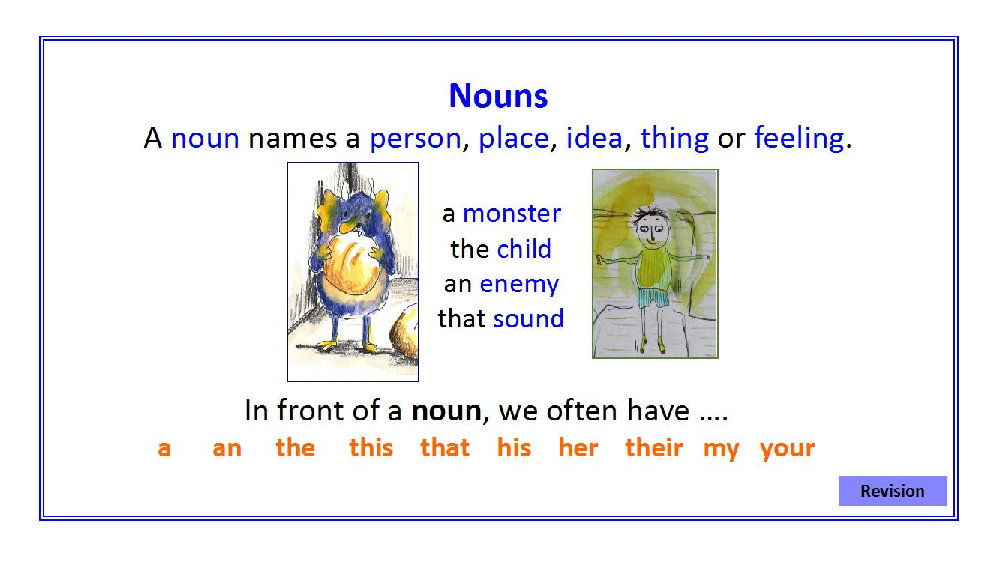 Nouns
A noun names a person, place, idea, thing or feeling.
a monster
the child
an enemy
that sound
In front of a noun, we often have ....
a an the this that his her their my your
Revision